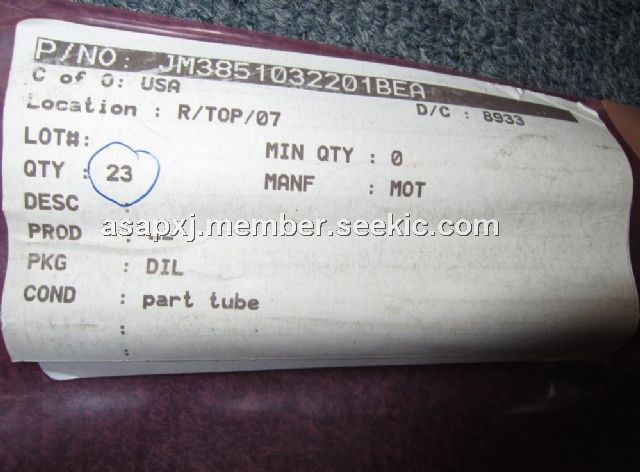 P/NO: JM3851032201BEA
C of O: USA D/C : 8933
Location : R/TOP/07
LOT#: MIN QTY : 0
QTY : 23 MANF : MOT
DESC :
asapxj.member.seekic.com
PROD :
PKG : DIL
COND : part tube
:
: